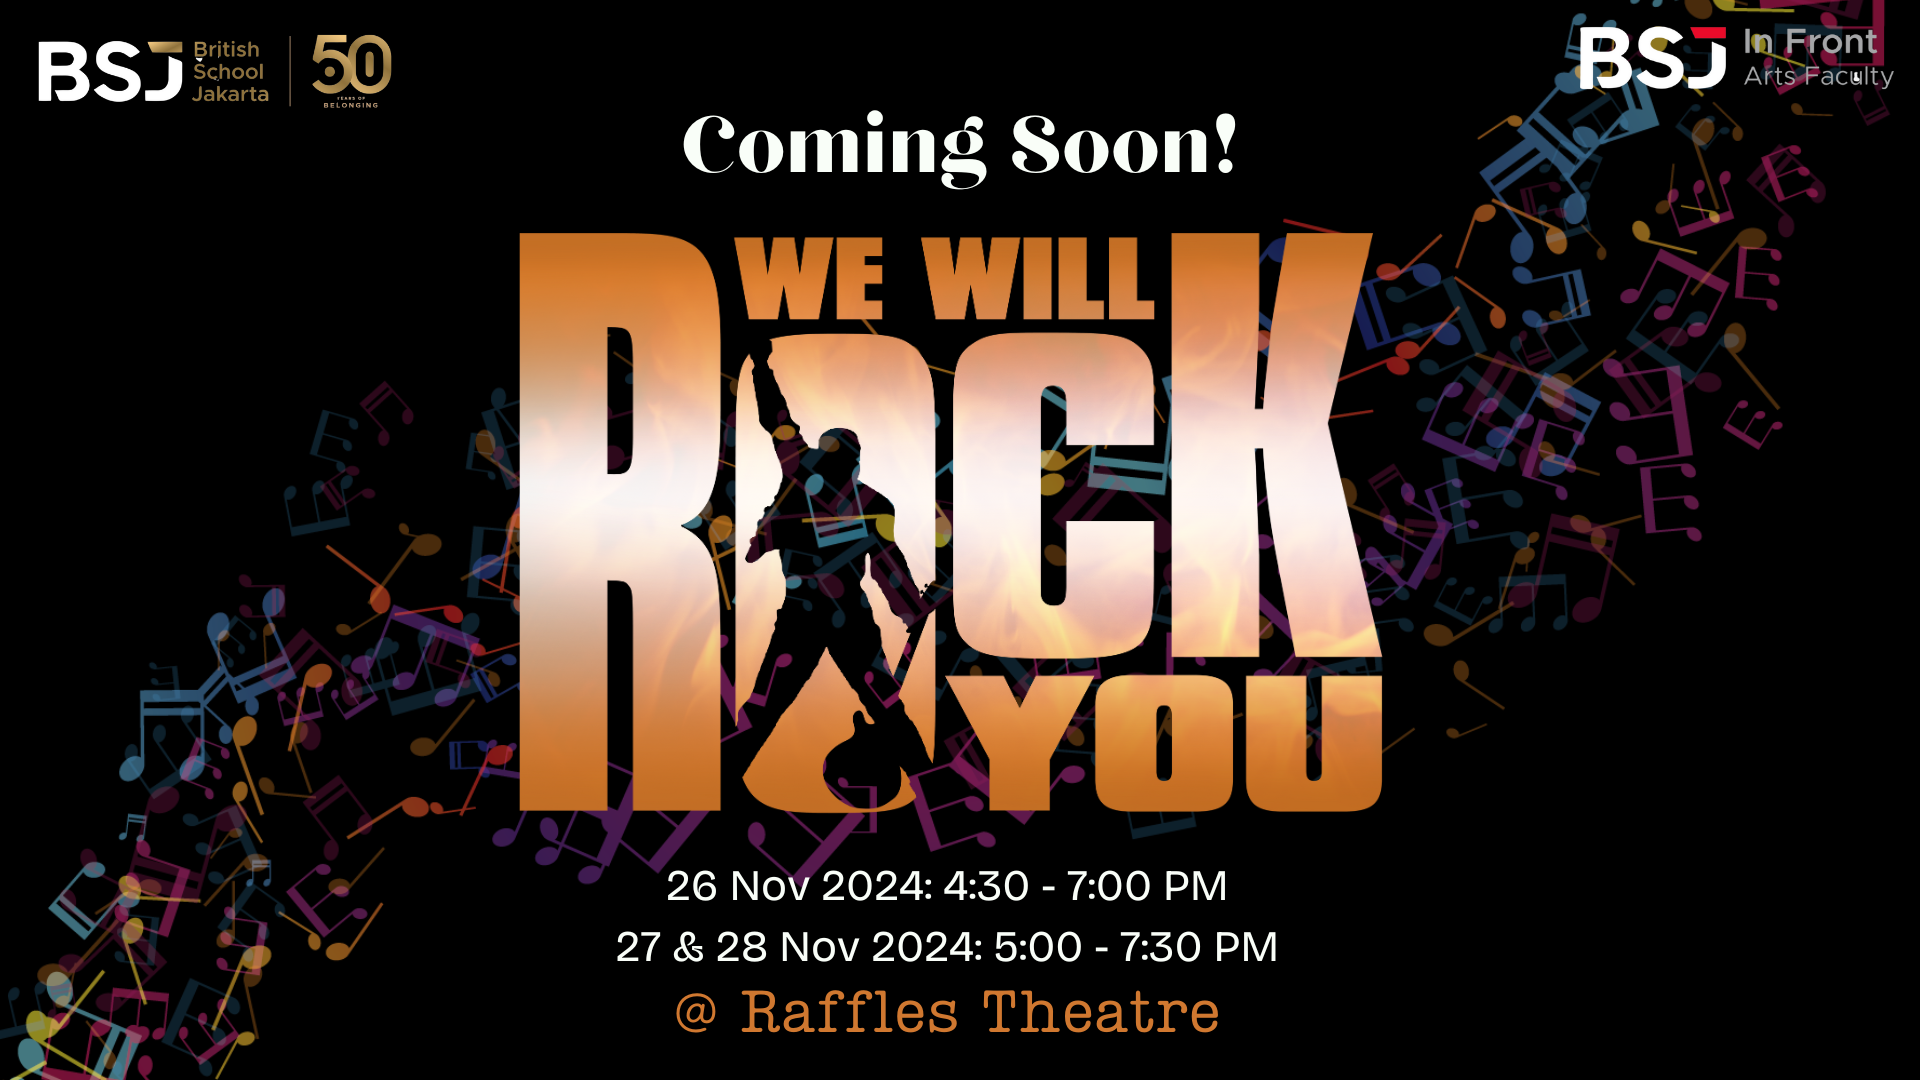 BSJ British School Jakarta
50
YEARS OF
BELONGING
BSJ In Front
Arts Faculty
Coming Soon!
WE WILL
ROCK
YOU
26 Nov 2024: 4:30 - 7:00 PM
27 & 28 Nov 2024: 5:00 - 7:30 PM
@ Raffles Theatre